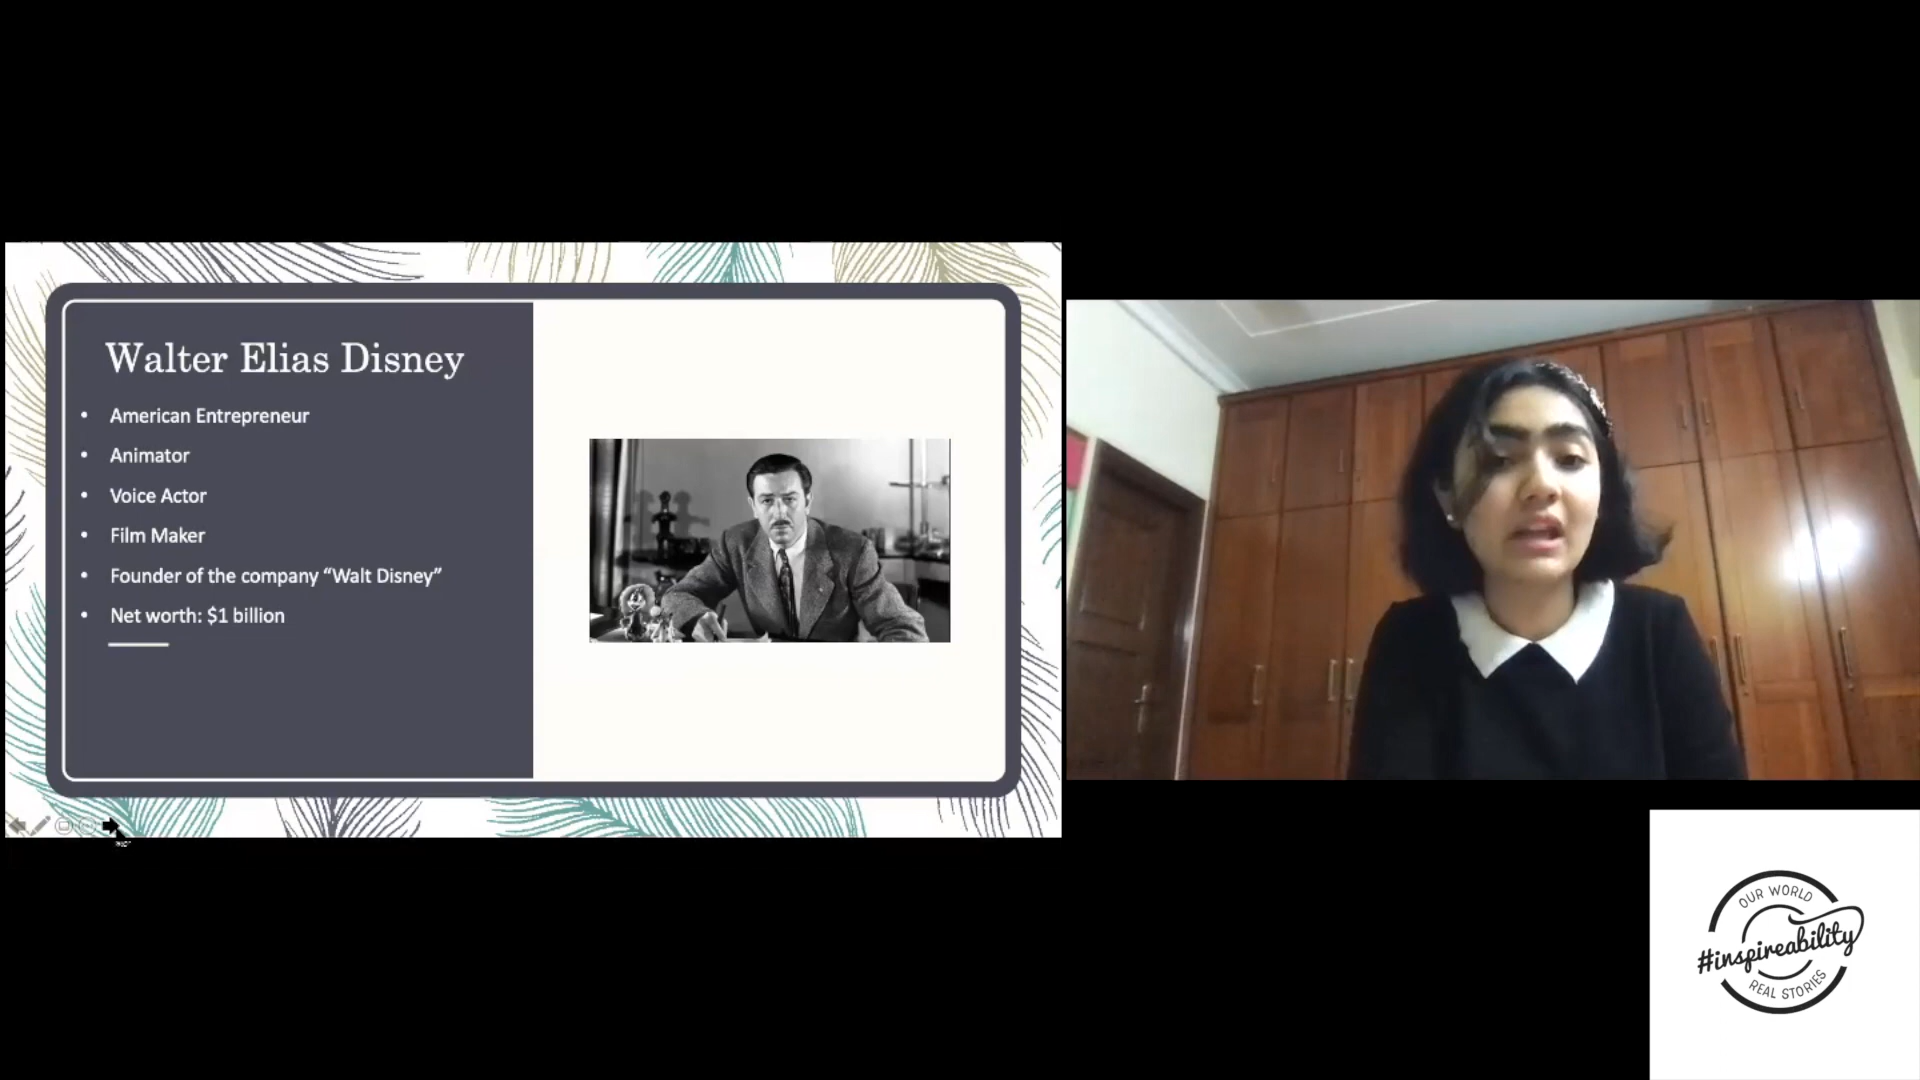 Walter Elias Disney
• American Entrepreneur
• Animator
• Voice Actor
• Film Maker
• Founder of the company “Walt Disney”
• Net worth: $1 billion
OUR WORLD
#inspireability
REAL STORIES